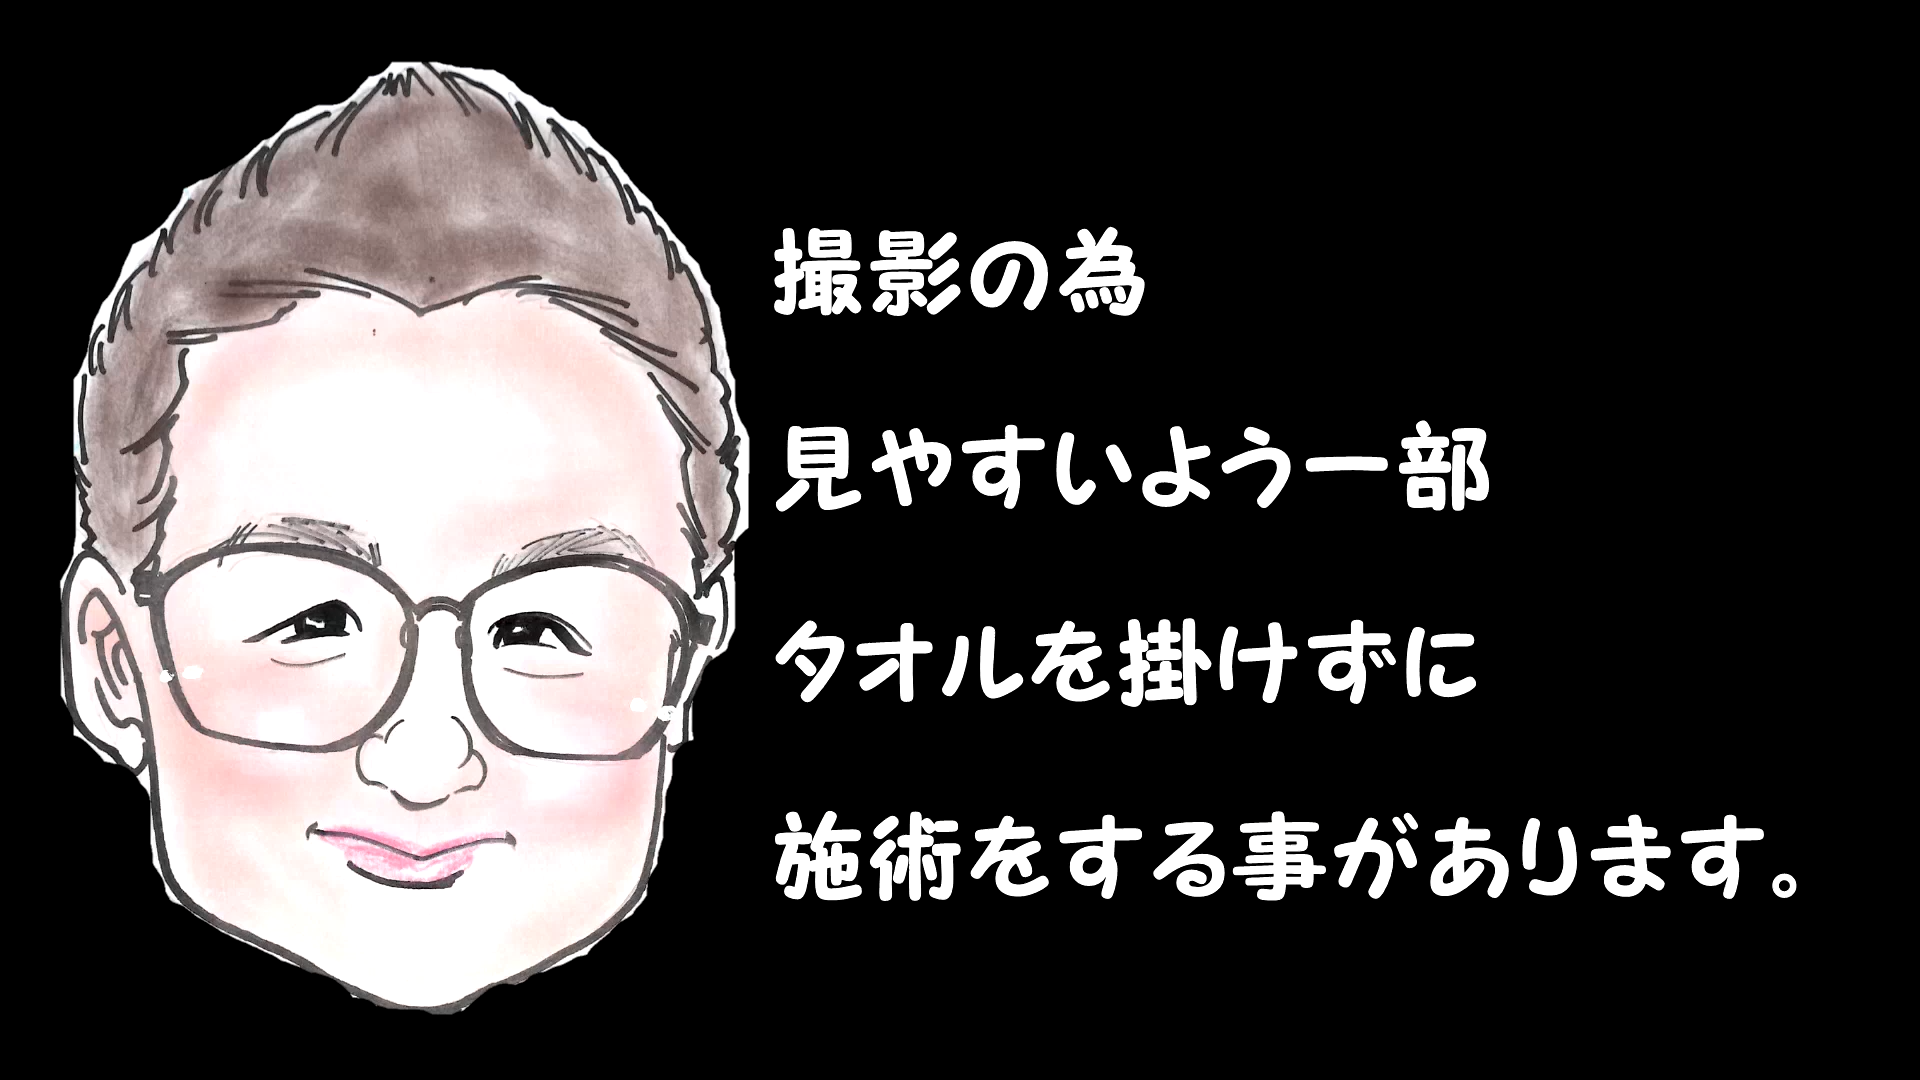 撮影の為
見やすいよう一部
タオルを掛けずに
施術をする事があります。